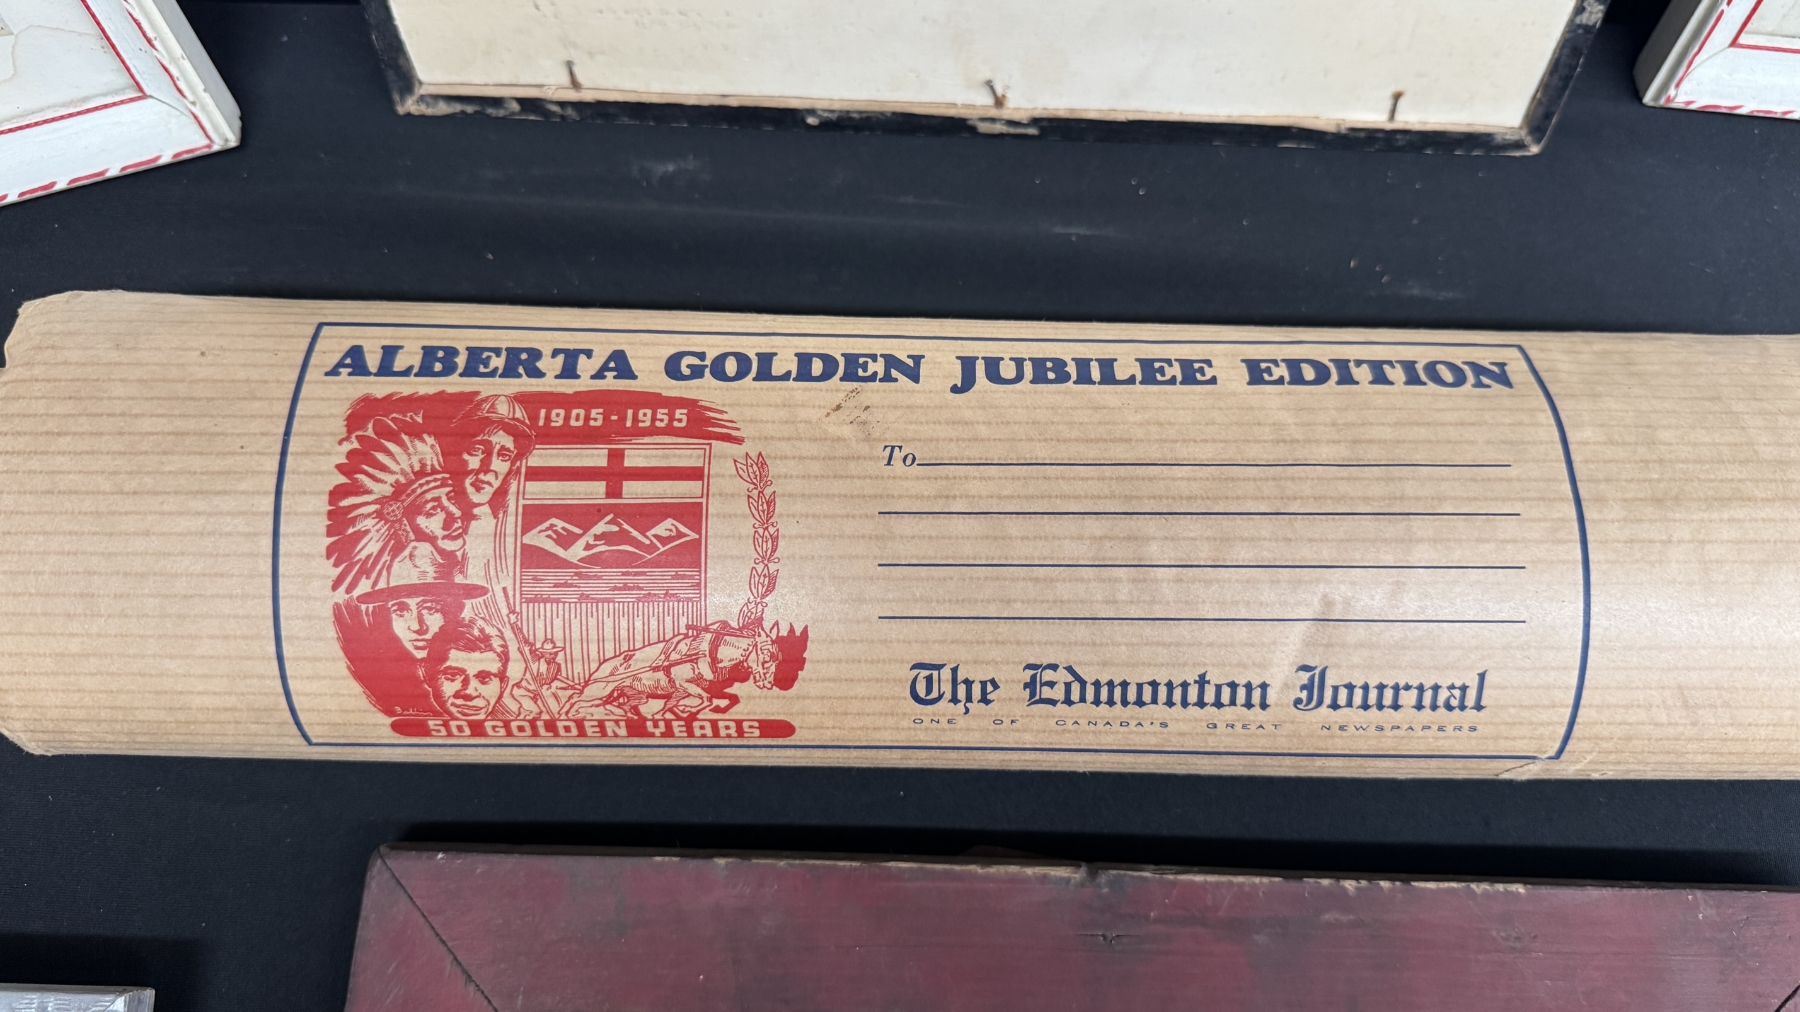 ALBERTA GOLDEN JUBILEE EDITION
1905-1955
To
50 GOLDEN YEARS
The Edmonton Journal
ONE OF CANADA'S GREAT NEWSPAPERS